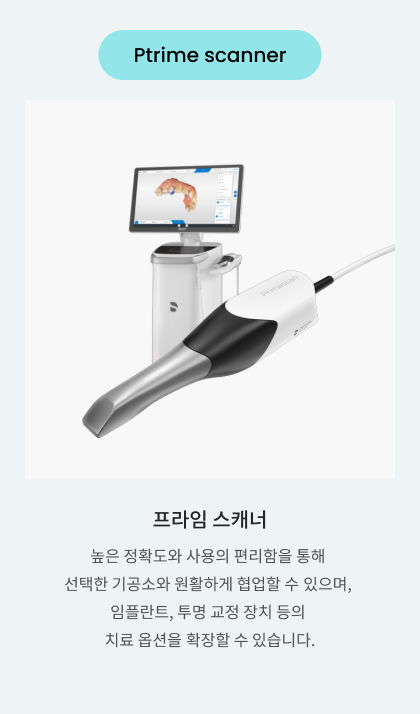 Ptrime scanner
프라임 스캐너
높은 정확도와 사용의 편리함을 통해
선택한 기공소와 원활하게 협업할 수 있으며,
임플란트, 투명 교정 장치 등의
치료 옵션을 확장할 수 있습니다.